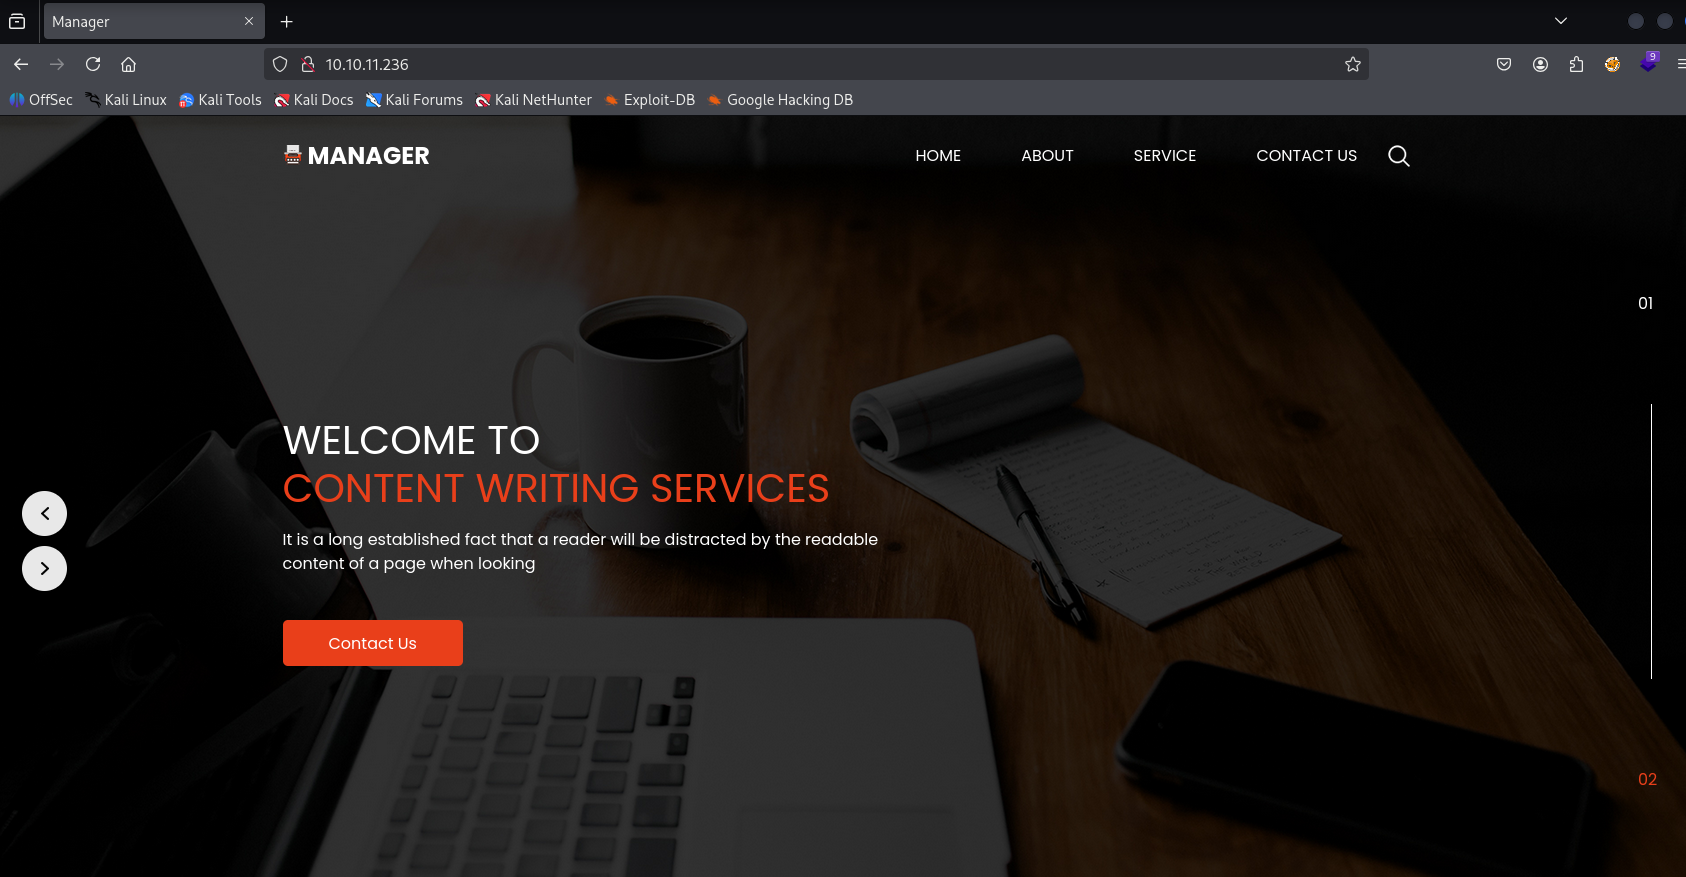 Manager
10.10.11.236
9
OffSec Kali Linux Kali Tools Kali Docs Kali Forums Kali NetHunter Exploit-DB Google Hacking DB
MANAGER HOME ABOUT SERVICE CONTACT US
01
WELCOME TO
CONTENT WRITING SERVICES
It is a long established fact that a reader will be distracted by the readable
content of a page when looking
Contact Us
02